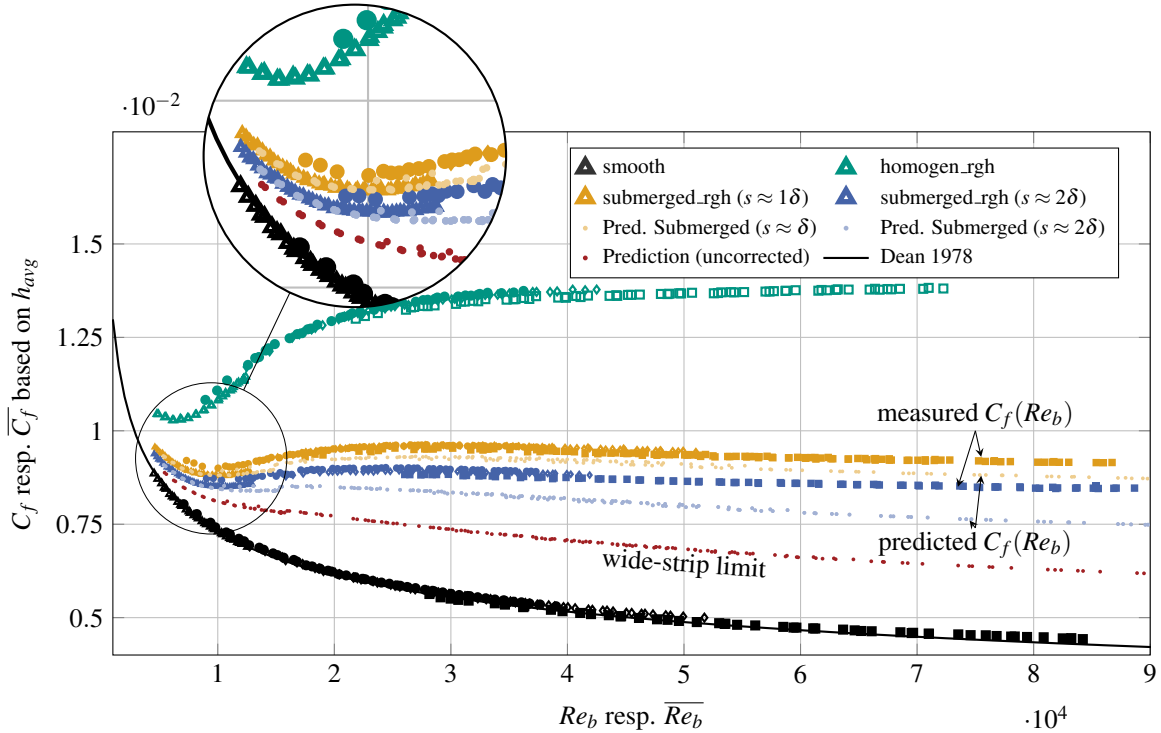 ·10⁻²
smooth
homogen_rgh
submerged_rgh (s ≈ 1δ)
submerged_rgh (s ≈ 2δ)
Pred. Submerged (s ≈ δ)
Pred. Submerged (s ≈ 2δ)
Prediction (uncorrected)
Dean 1978
1.5
1.25
1
0.75
0.5
C_f resp. \overline{C_f} based on h_{avg}
measured C_f(Re_b)
predicted C_f(Re_b)
wide-strip limit
1 2 3 4 5 6 7 8 9
Re_b resp. \overline{Re_b}
·10⁴